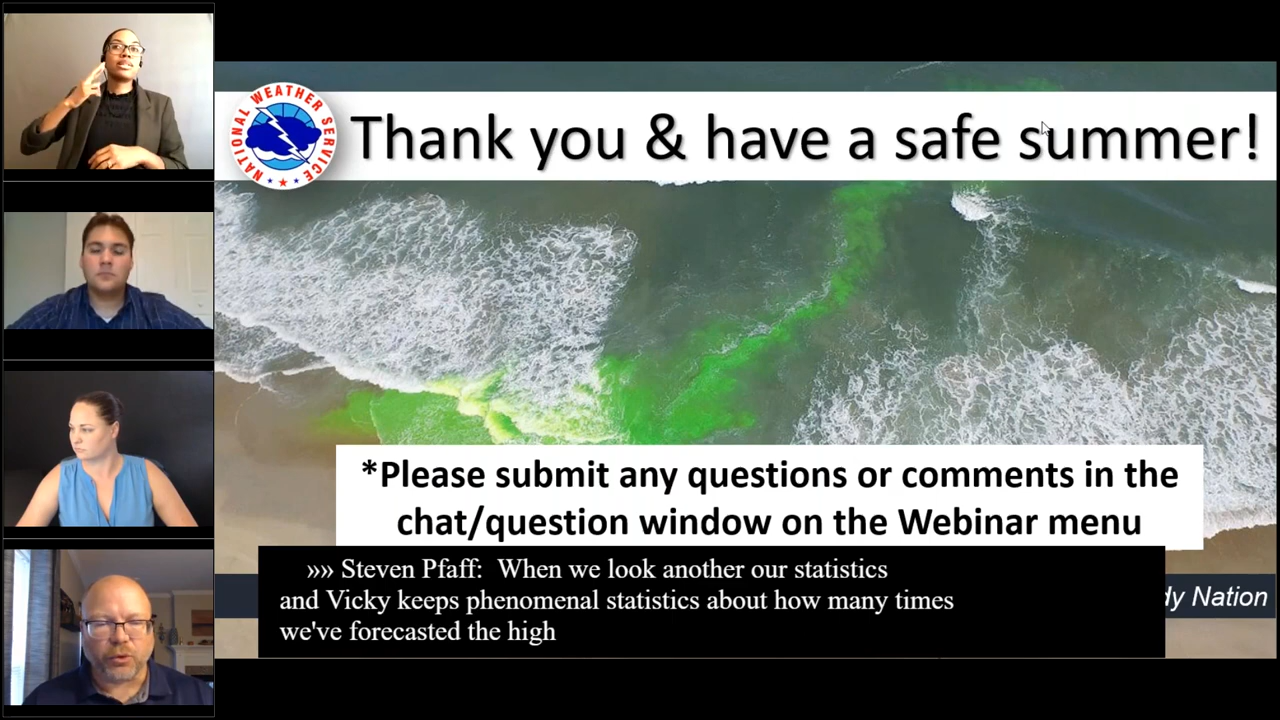 NATIONAL WEATHER SERVICE
Thank you & have a safe summer!
*Please submit any questions or comments in the
chat/question window on the Webinar menu
»» Steven Pfaff:  When we look another our statistics
and Vicky keeps phenomenal statistics about how many times
we've forecasted the high
dy Nation